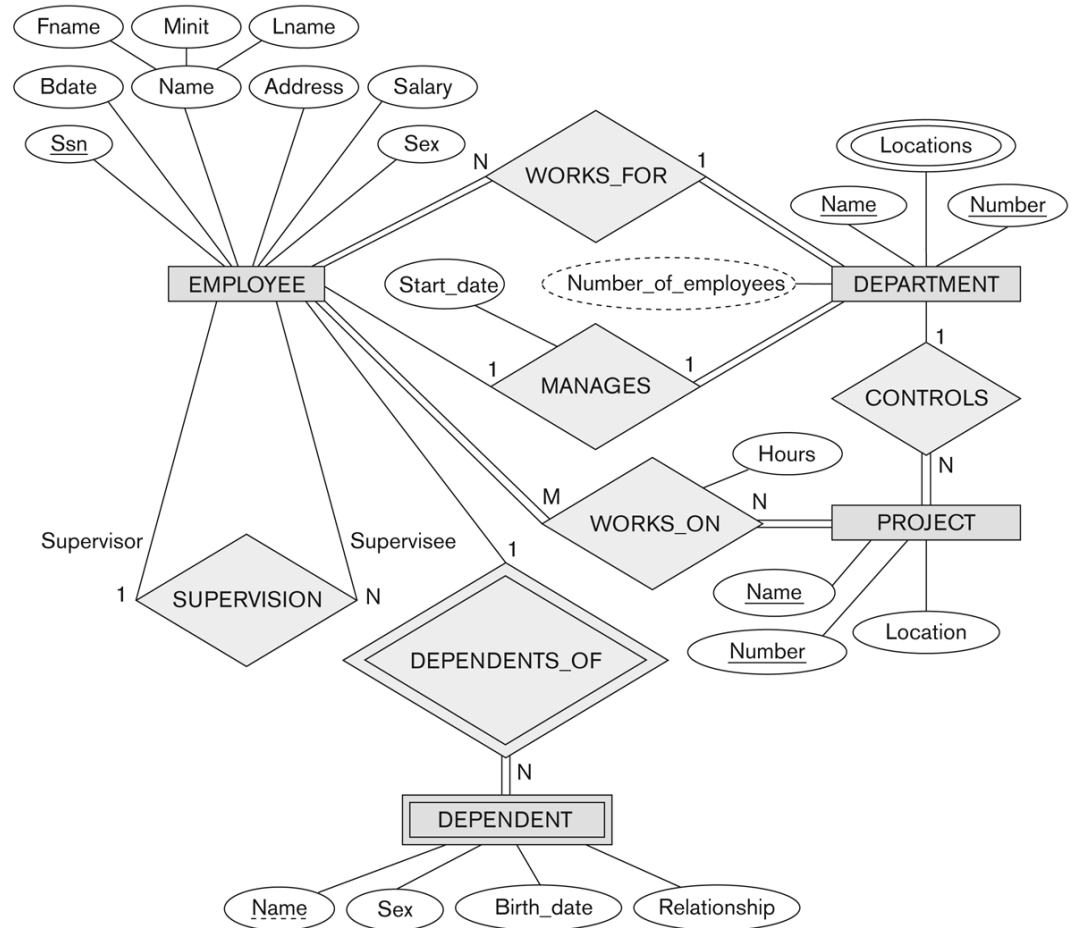 Fname Minit Lname
Bdate Name Address Salary
Ssn Sex
N WORKS_FOR 1
Locations
Name Number
EMPLOYEE Start_date Number_of_employees DEPARTMENT
1 MANAGES 1
1
CONTROLS
N
Hours
M WORKS_ON N
PROJECT
Supervisor Supervisee
1 SUPERVISION N
1
Name
Location
Number
DEPENDENTS_OF
N
DEPENDENT
Name Sex Birth_date Relationship